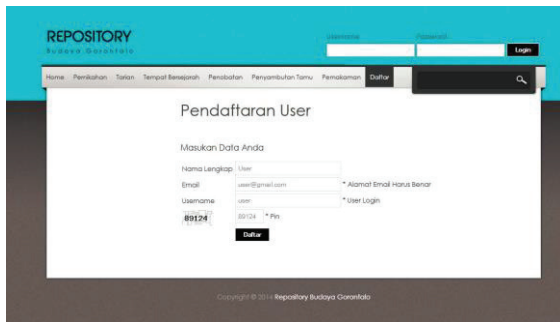 REPOSITORY
Budaya Gorontalo
Username
Password
Login
Home Pernikahan Tarian Tempat Bersejarah Penobatan Penyambutan Tamu Pemakaman Daftar
Pendaftaran User
Masukan Data Anda
Nama Lengkap User
Email user@gmail.com * Alamat Email Harus Benar
Username user * User Login
89124 89124 * Pin
Daftar
Copyright © 2014 Repository Budaya Gorontalo